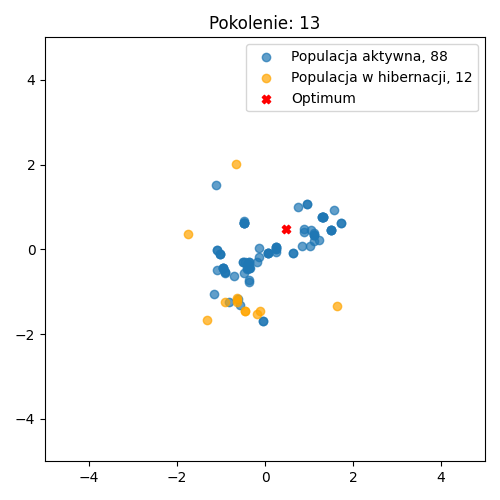 Pokolenie: 13
Populacja aktywna, 88
Populacja w hibernacji, 12
Optimum
4
2
0
−2
−4
−4
−2
0
2
4